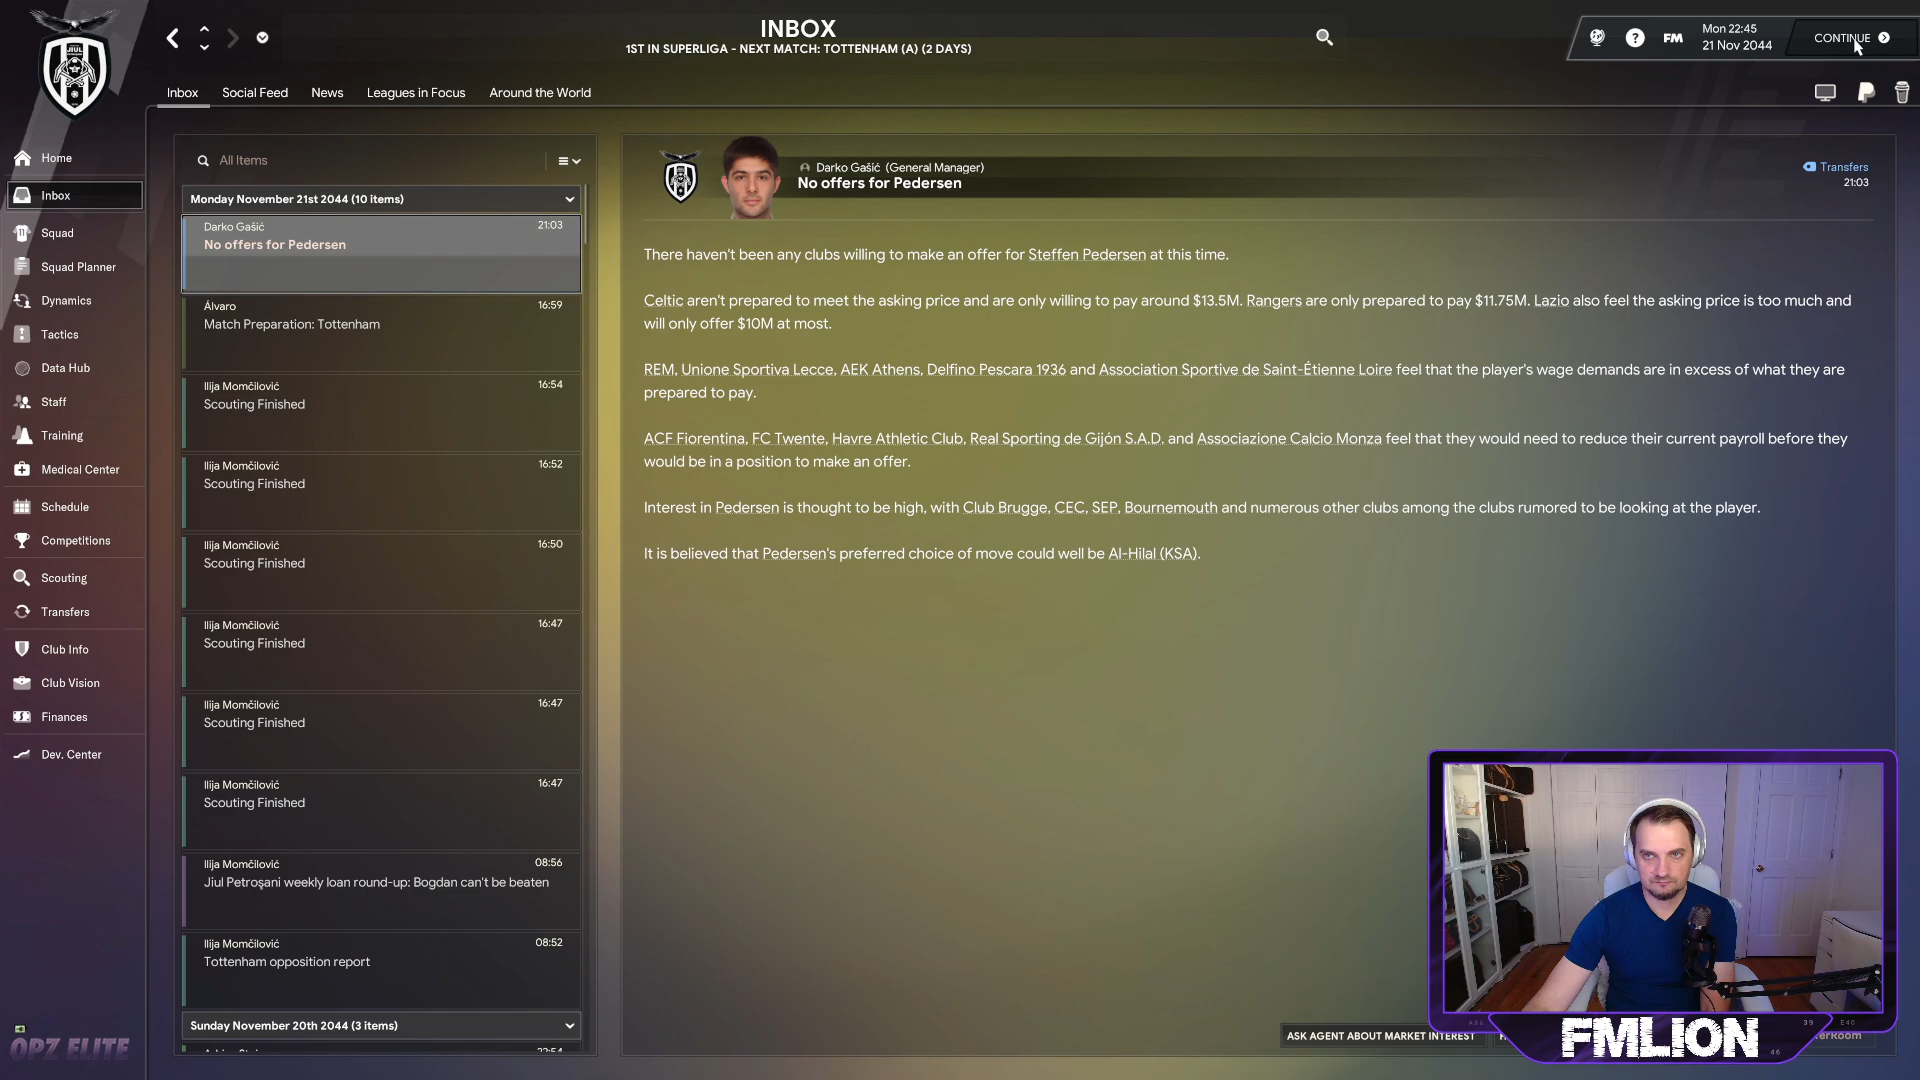 INBOX
1ST IN SUPERLIGA - NEXT MATCH: TOTTENHAM (A) (2 DAYS)
FM
Mon 22:45
21 Nov 2044
CONTINUE
Inbox
Social Feed
News
Leagues in Focus
Around the World
Home
Inbox
Squad
Squad Planner
Dynamics
Tactics
Data Hub
Staff
Training
Medical Center
Schedule
Competitions
Scouting
Transfers
Club Info
Club Vision
Finances
Dev. Center
OPZ ELITE
All Items
Monday November 21st 2044 (10 items)
Darko Gašić 21:03
No offers for Pedersen
Álvaro 16:59
Match Preparation: Tottenham
Ilija Momčilović 16:54
Scouting Finished
Ilija Momčilović 16:52
Scouting Finished
Ilija Momčilović 16:50
Scouting Finished
Ilija Momčilović 16:47
Scouting Finished
Ilija Momčilović 16:47
Scouting Finished
Ilija Momčilović 16:47
Scouting Finished
Ilija Momčilović 08:56
Jiul Petroşani weekly loan round-up: Bogdan can't be beaten
Ilija Momčilović 08:52
Tottenham opposition report
Sunday November 20th 2044 (3 items)
Darko Gašić (General Manager)
No offers for Pedersen
Transfers
21:03
There haven't been any clubs willing to make an offer for Steffen Pedersen at this time.
Celtic aren't prepared to meet the asking price and are only willing to pay around $13.5M. Rangers are only prepared to pay $11.75M. Lazio also feel the asking price is too much and
will only offer $10M at most.
REM, Unione Sportiva Lecce, AEK Athens, Delfino Pescara 1936 and Association Sportive de Saint-Étienne Loire feel that the player's wage demands are in excess of what they are
prepared to pay.
ACF Fiorentina, FC Twente, Havre Athletic Club, Real Sporting de Gijón S.A.D. and Associazione Calcio Monza feel that they would need to reduce their current payroll before they
would be in a position to make an offer.
Interest in Pedersen is thought to be high, with Club Brugge, CEC, SEP, Bournemouth and numerous other clubs among the clubs rumored to be looking at the player.
It is believed that Pedersen's preferred choice of move could well be Al-Hilal (KSA).
ASK AGENT ABOUT MARKET INTEREST
FMLION
39
E40
46